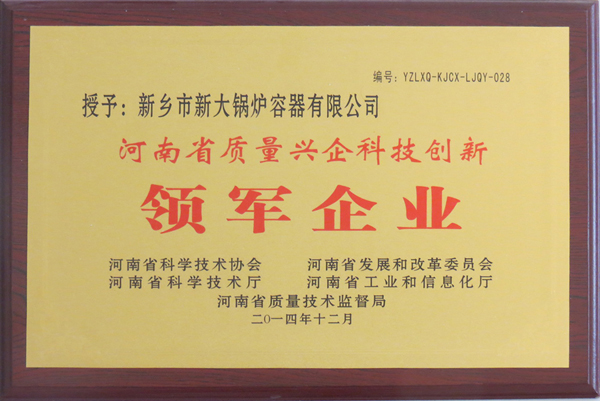 编号：YZLXQ-KJCX-LJQY-028
授予：新乡市新大锅炉容器有限公司
河南省质量兴企科技创新
领军企业
河南省科学技术协会 河南省发展和改革委员会
河南省科学技术厅 河南省工业和信息化厅
河南省质量技术监督局
二〇一四年十二月